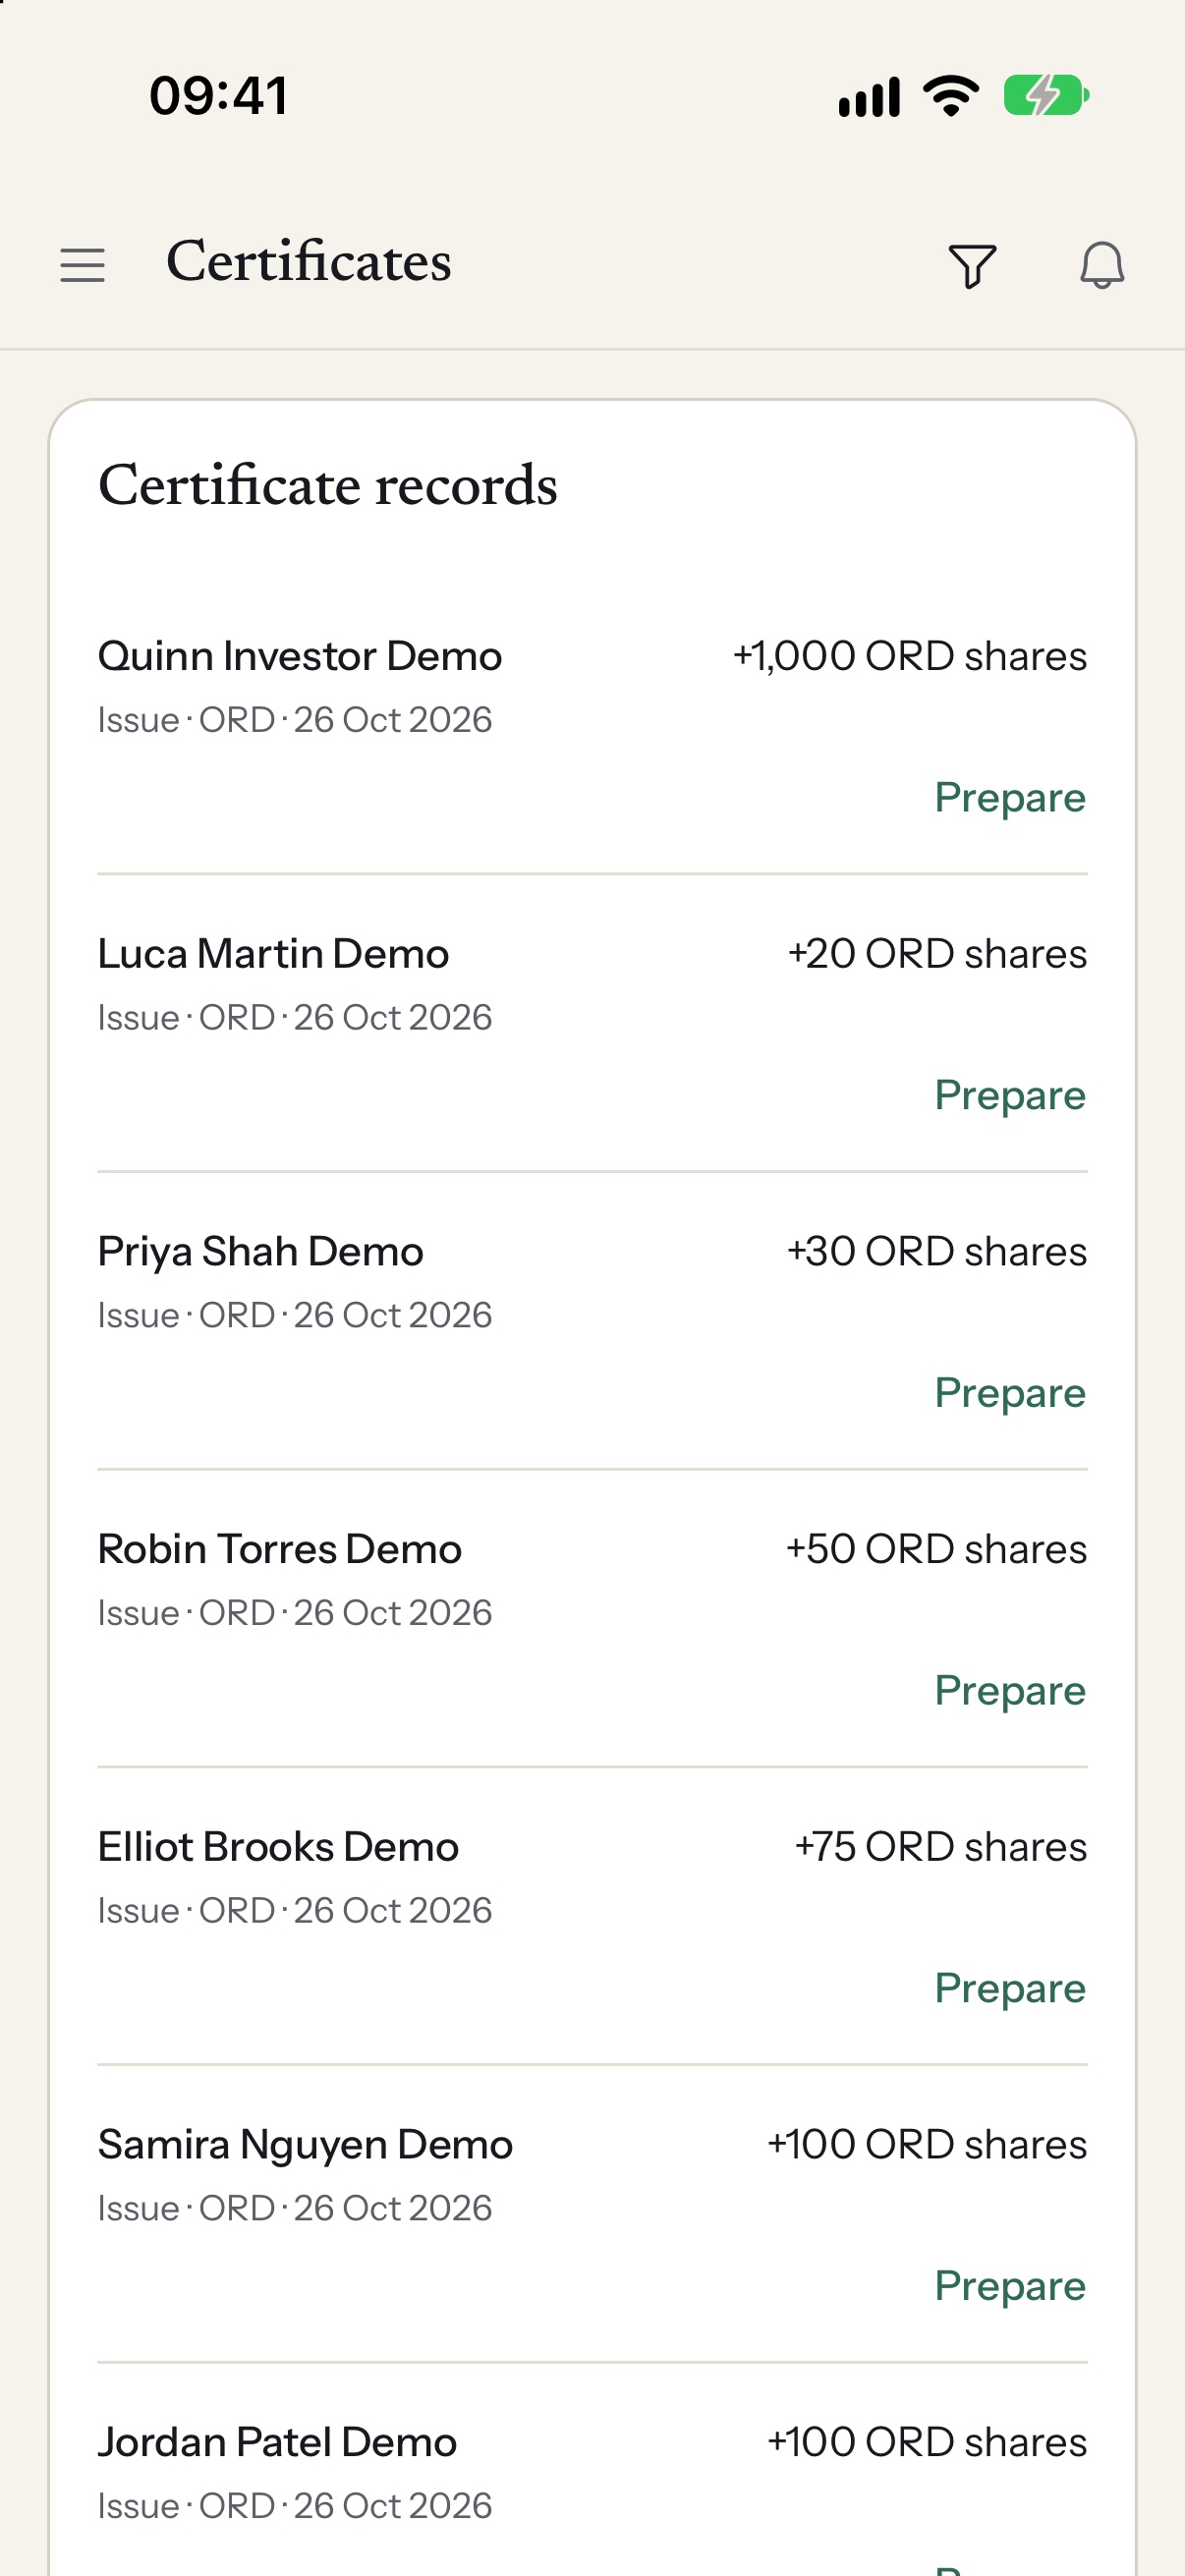 09:41
Certificates
Certificate records
Quinn Investor Demo +1,000 ORD shares
Issue · ORD · 26 Oct 2026
Prepare
Luca Martin Demo +20 ORD shares
Issue · ORD · 26 Oct 2026
Prepare
Priya Shah Demo +30 ORD shares
Issue · ORD · 26 Oct 2026
Prepare
Robin Torres Demo +50 ORD shares
Issue · ORD · 26 Oct 2026
Prepare
Elliot Brooks Demo +75 ORD shares
Issue · ORD · 26 Oct 2026
Prepare
Samira Nguyen Demo +100 ORD shares
Issue · ORD · 26 Oct 2026
Prepare
Jordan Patel Demo +100 ORD shares
Issue · ORD · 26 Oct 2026